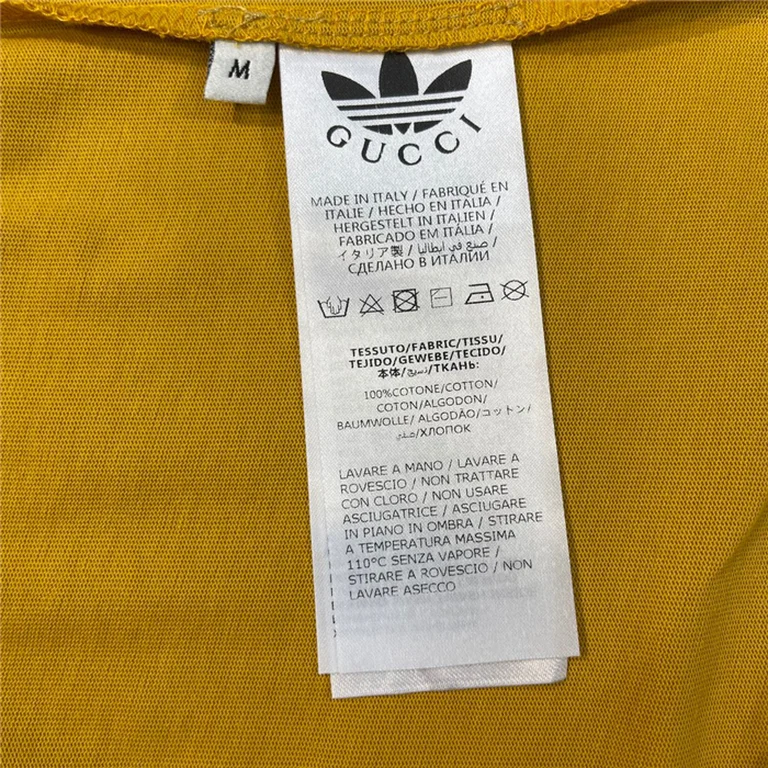 M
GUCCI
MADE IN ITALY / FABRIQUÉ EN
ITALIE / HECHO EN ITALIA /
HERGESTELT IN ITALIEN /
FABRICADO EM ITÁLIA /
イタリア製 / صنع في ايطاليا /
СДЕЛАНО В ИТАЛИИ
TESSUTO/FABRIC/TISSU/
TEJIDO/GEWEBE/TECIDO/
本体/نسيج/ТКАНЬ:
100%COTONE/COTTON/
COTON/ALGODON/
BAUMWOLLE/ ALGODÃO/コットン/
/ХЛОПОК
LAVARE A MANO / LAVARE A
ROVESCIO / NON TRATTARE
CON CLORO / NON USARE
ASCIUGATRICE / ASCIUGARE
IN PIANO IN OMBRA / STIRARE
A TEMPERATURA MASSIMA
110°C SENZA VAPORE /
STIRARE A ROVESCIO / NON
LAVARE ASECCO